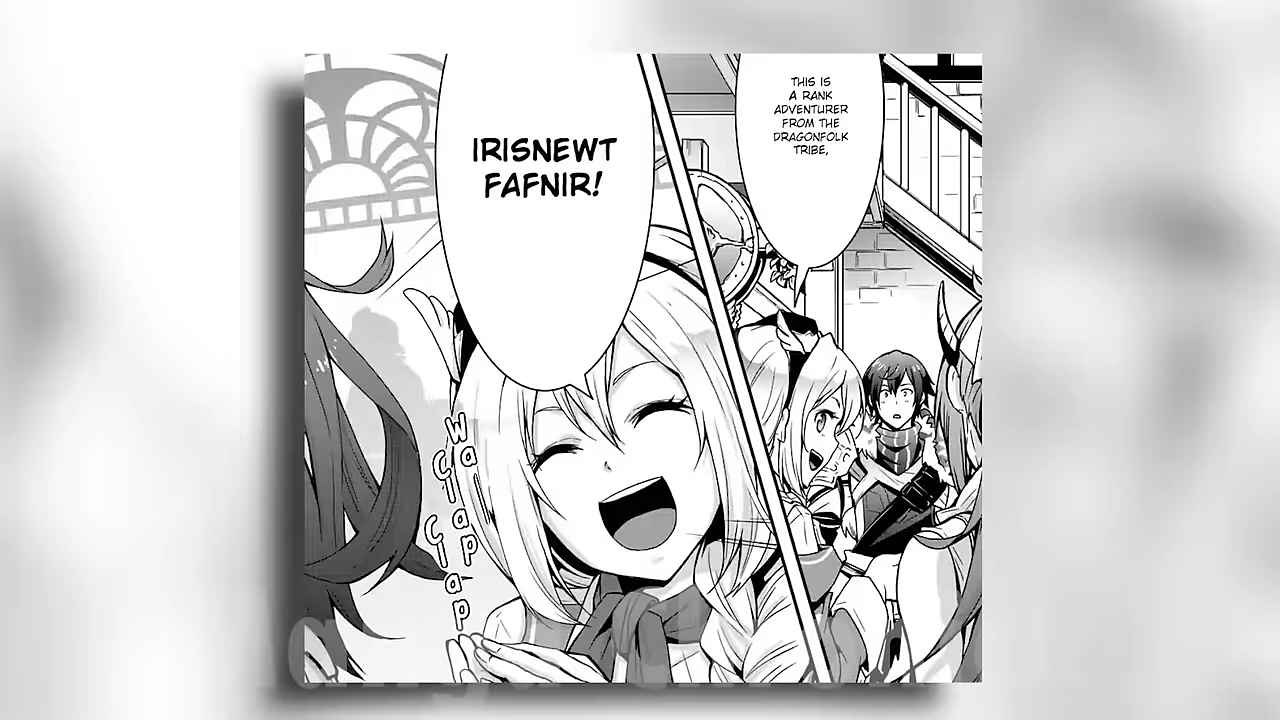 THIS IS
A RANK
ADVENTURER
FROM THE
DRAGONFOLK
TRIBE,
IRISNEWT
FAFNIR!
Wa
Clap
Clap